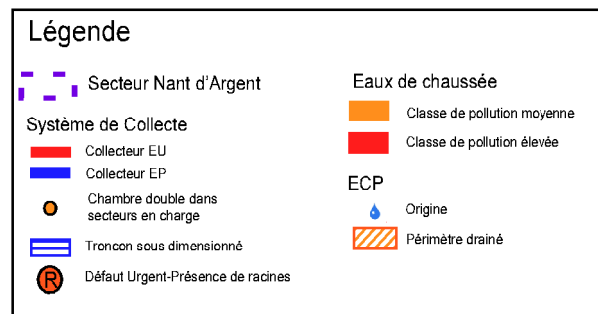 Légende
Secteur Nant d'Argent
Système de Collecte
Collecteur EU
Collecteur EP
Chambre double dans
secteurs en charge
Troncon sous dimensionné
R
Défaut Urgent-Présence de racines
Eaux de chaussée
Classe de pollution moyenne
Classe de pollution élevée
ECP
Origine
Périmètre drainé